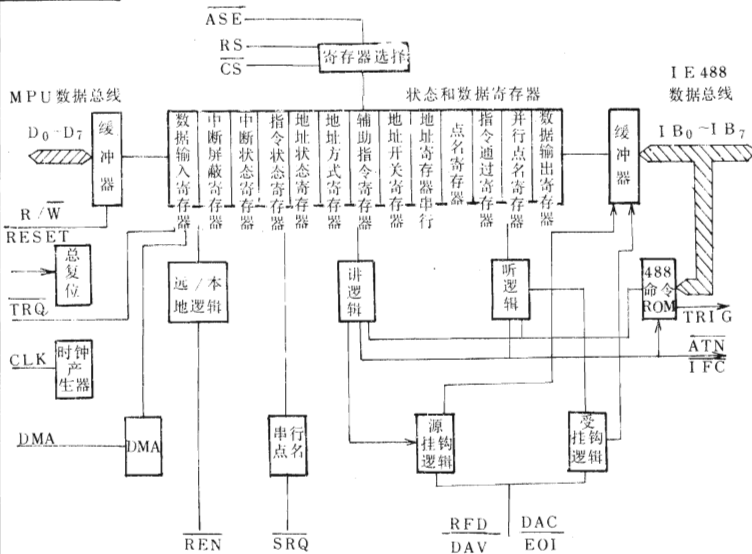 ASE
RS
CS
寄存器选择
MPU数据总线
状态和数据寄存器
IE488
数据总线
D₀-D₇
IB₀~IB₇
缓冲器
数据输入寄存器
中断屏蔽寄存器
中断状态寄存器
指令状态寄存器
地址状态寄存器
地址方式寄存器
辅助指令寄存器
地址开关寄存器
地址寄存器串行
点名寄存器
指令通过寄存器
并行点名寄存器
数据输出寄存器
缓冲器
R/W
RESET
总复位
TRQ
远/本
地逻辑
讲逻辑
听逻辑
488
命令
ROM
TRIG
ATN
IFC
CLK
时钟
产
生器
DMA
DMA
串行
点名
源
挂钩
逻辑
受
挂钩
逻辑
REN
SRQ
RFD
DAV
DAC
EOI